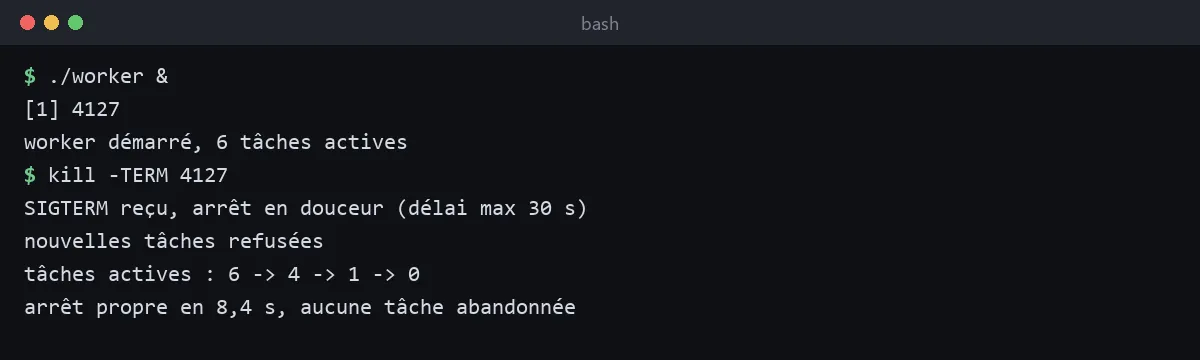 bash
$ ./worker &
[1] 4127
worker démarré, 6 tâches actives
$ kill -TERM 4127
SIGTERM reçu, arrêt en douceur (délai max 30 s)
nouvelles tâches refusées
tâches actives : 6 -> 4 -> 1 -> 0
arrêt propre en 8,4 s, aucune tâche abandonnée